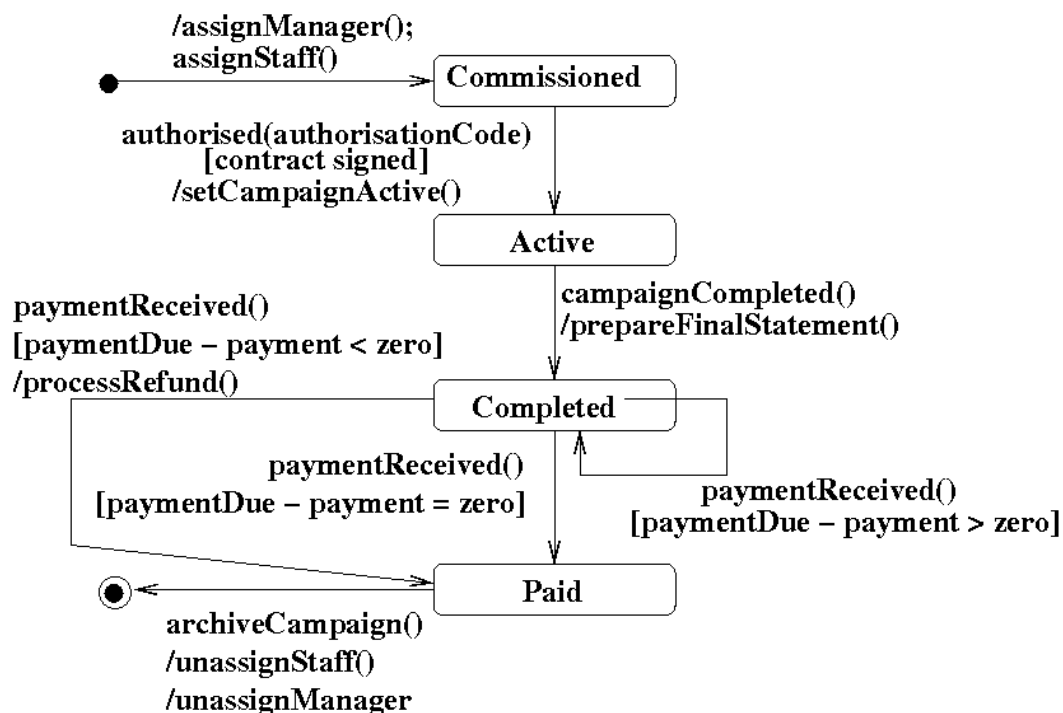 /assignManager();
assignStaff()
Commissioned
authorised(authorisationCode)
[contract signed]
/setCampaignActive()
Active
paymentReceived()
[paymentDue – payment < zero]
/processRefund()
campaignCompleted()
/prepareFinalStatement()
Completed
paymentReceived()
[paymentDue – payment = zero]
paymentReceived()
[paymentDue – payment > zero]
Paid
archiveCampaign()
/unassignStaff()
/unassignManager